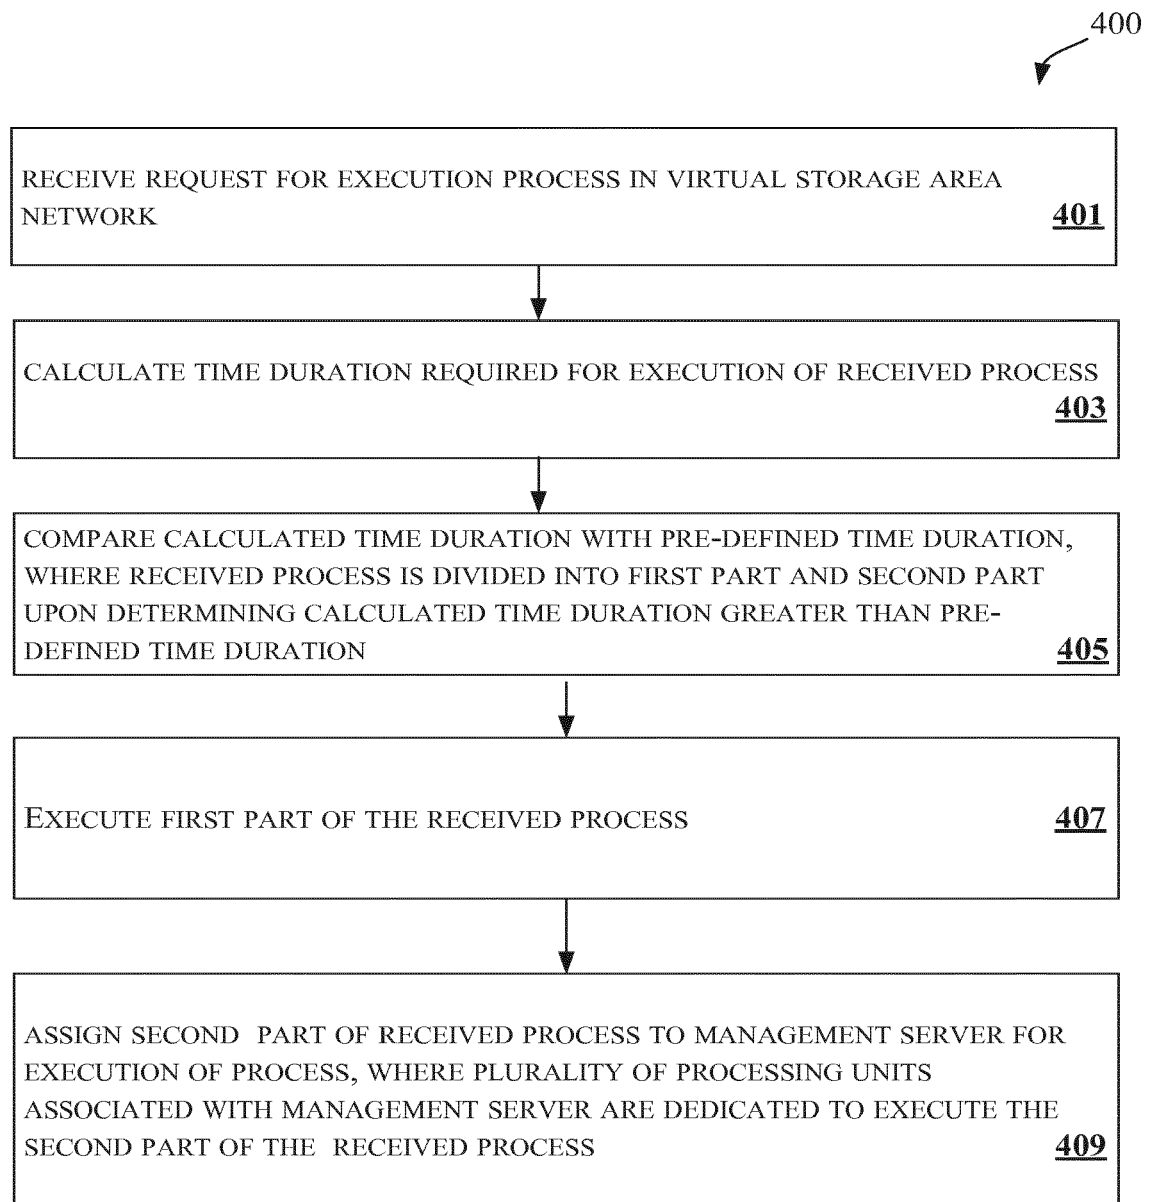 400
RECEIVE REQUEST FOR EXECUTION PROCESS IN VIRTUAL STORAGE AREA
NETWORK 401
CALCULATE TIME DURATION REQUIRED FOR EXECUTION OF RECEIVED PROCESS
403
COMPARE CALCULATED TIME DURATION WITH PRE-DEFINED TIME DURATION,
WHERE RECEIVED PROCESS IS DIVIDED INTO FIRST PART AND SECOND PART
UPON DETERMINING CALCULATED TIME DURATION GREATER THAN PRE-
DEFINED TIME DURATION 405
EXECUTE FIRST PART OF THE RECEIVED PROCESS 407
ASSIGN SECOND PART OF RECEIVED PROCESS TO MANAGEMENT SERVER FOR
EXECUTION OF PROCESS, WHERE PLURALITY OF PROCESSING UNITS
ASSOCIATED WITH MANAGEMENT SERVER ARE DEDICATED TO EXECUTE THE
SECOND PART OF THE RECEIVED PROCESS 409